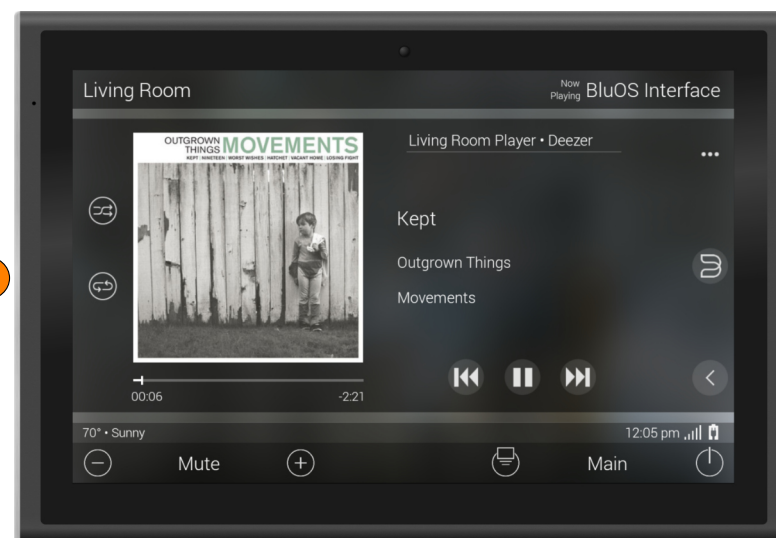 Living Room
Now Playing BluOS Interface
OUTGROWN THINGS MOVEMENTS
KEPT | NINETEEN | WORST WISHES | HATCHET | VACANT HOME | LOSING FIGHT
Living Room Player • Deezer
Kept
Outgrown Things
Movements
00:06 -2:21
70° • Sunny
12:05 pm
Mute
Main